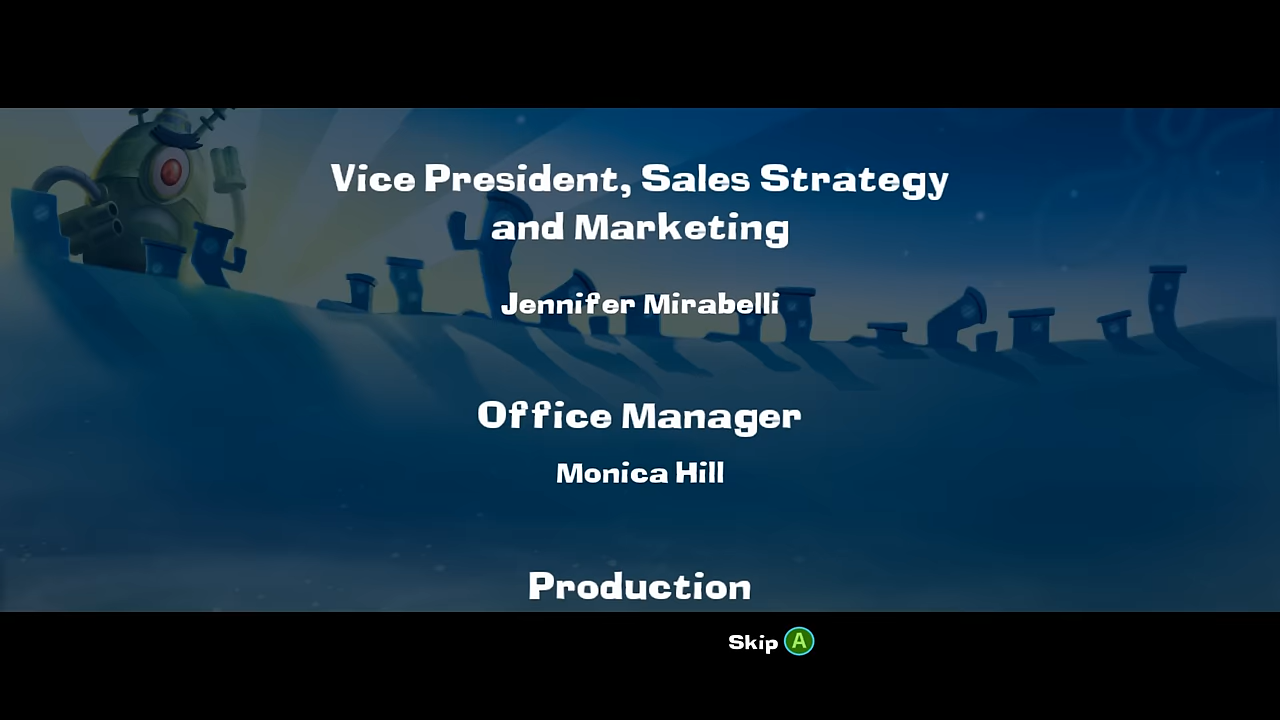 Vice President, Sales Strategy
and Marketing
Jennifer Mirabelli
Office Manager
Monica Hill
Production
Skip A